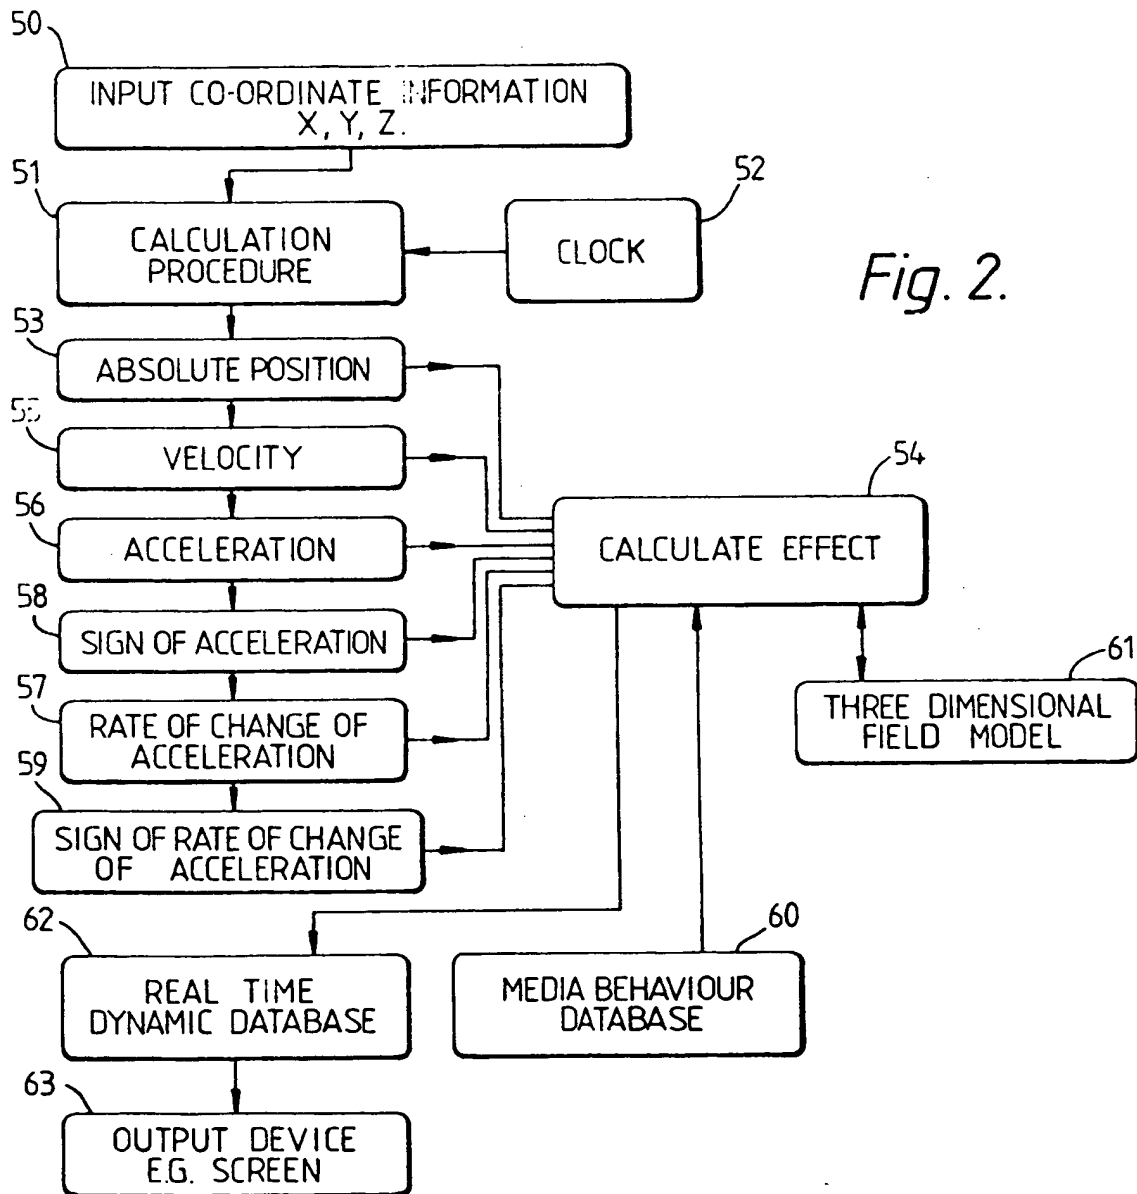 50
INPUT CO-ORDINATE INFORMATION
X, Y, Z.
51
52
CALCULATION
PROCEDURE
CLOCK
Fig. 2.
53
ABSOLUTE POSITION
55
VELOCITY
54
56
ACCELERATION
CALCULATE EFFECT
58
SIGN OF ACCELERATION
57
61
RATE OF CHANGE OF
ACCELERATION
THREE DIMENSIONAL
FIELD MODEL
59
SIGN OF RATE OF CHANGE
OF ACCELERATION
62
60
REAL TIME
DYNAMIC DATABASE
MEDIA BEHAVIOUR
DATABASE
63
OUTPUT DEVICE
E.G. SCREEN